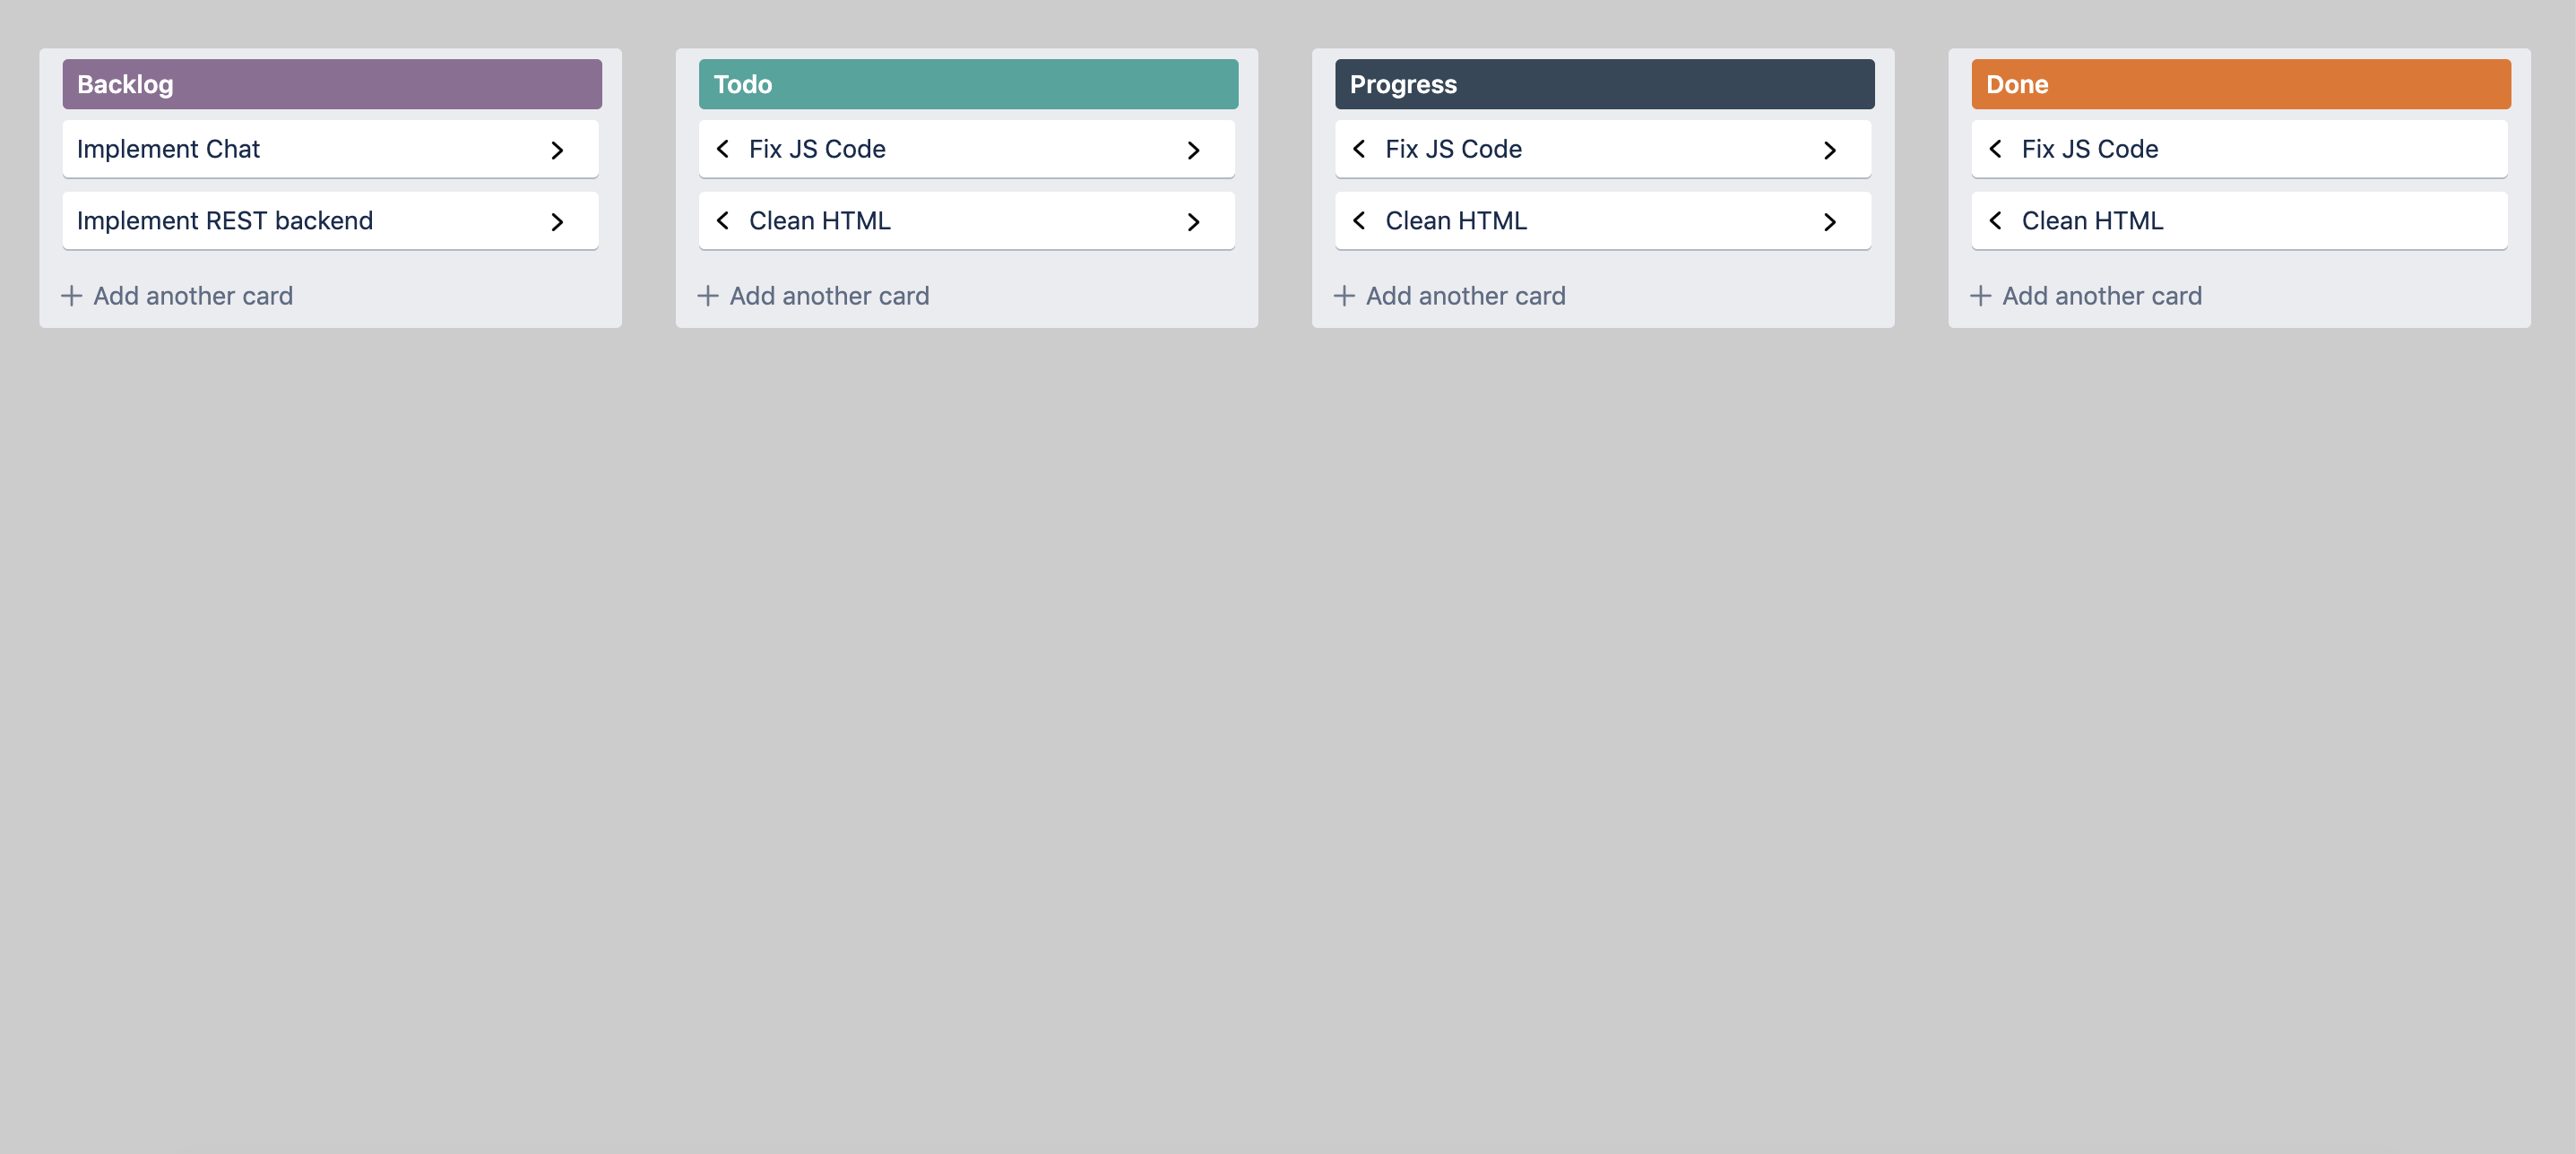 Backlog
Implement Chat
Implement REST backend
Add another card
Todo
Fix JS Code
Clean HTML
Add another card
Progress
Fix JS Code
Clean HTML
Add another card
Done
Fix JS Code
Clean HTML
Add another card